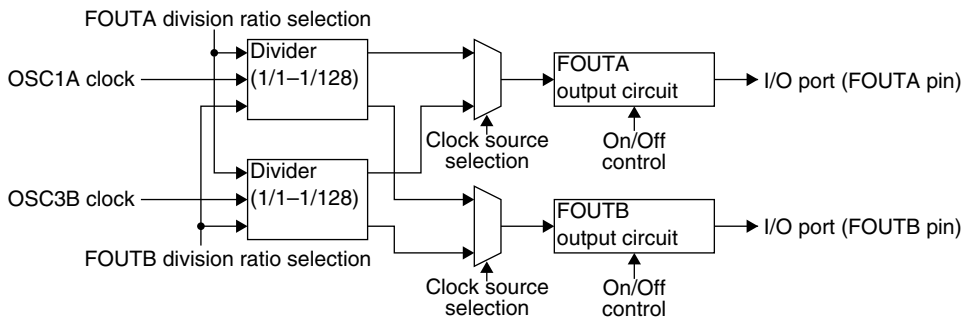 FOUTA division ratio selection
OSC1A clock
Divider
(1/1–1/128)
FOUTA
output circuit
I/O port (FOUTA pin)
Clock source
selection
On/Off
control
OSC3B clock
Divider
(1/1–1/128)
FOUTB
output circuit
I/O port (FOUTB pin)
FOUTB division ratio selection
Clock source
selection
On/Off
control